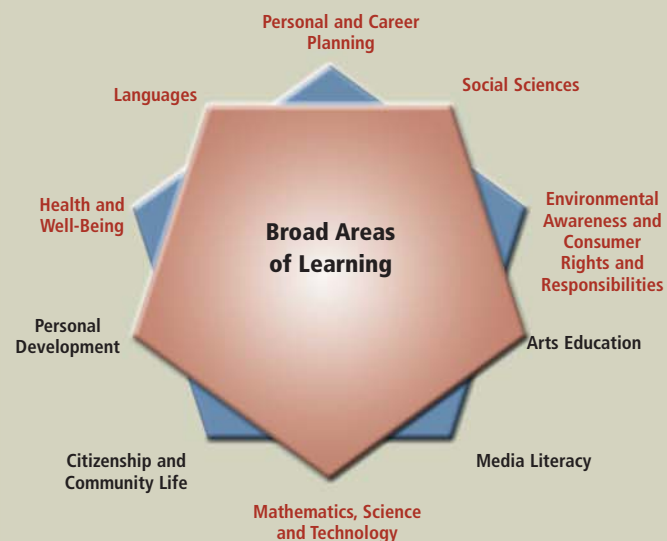 Personal and Career
Planning
Languages
Social Sciences
Health and
Well-Being
Environmental
Awareness and
Consumer
Rights and
Responsibilities
Broad Areas
of Learning
Personal
Development
Arts Education
Citizenship and
Community Life
Media Literacy
Mathematics, Science
and Technology